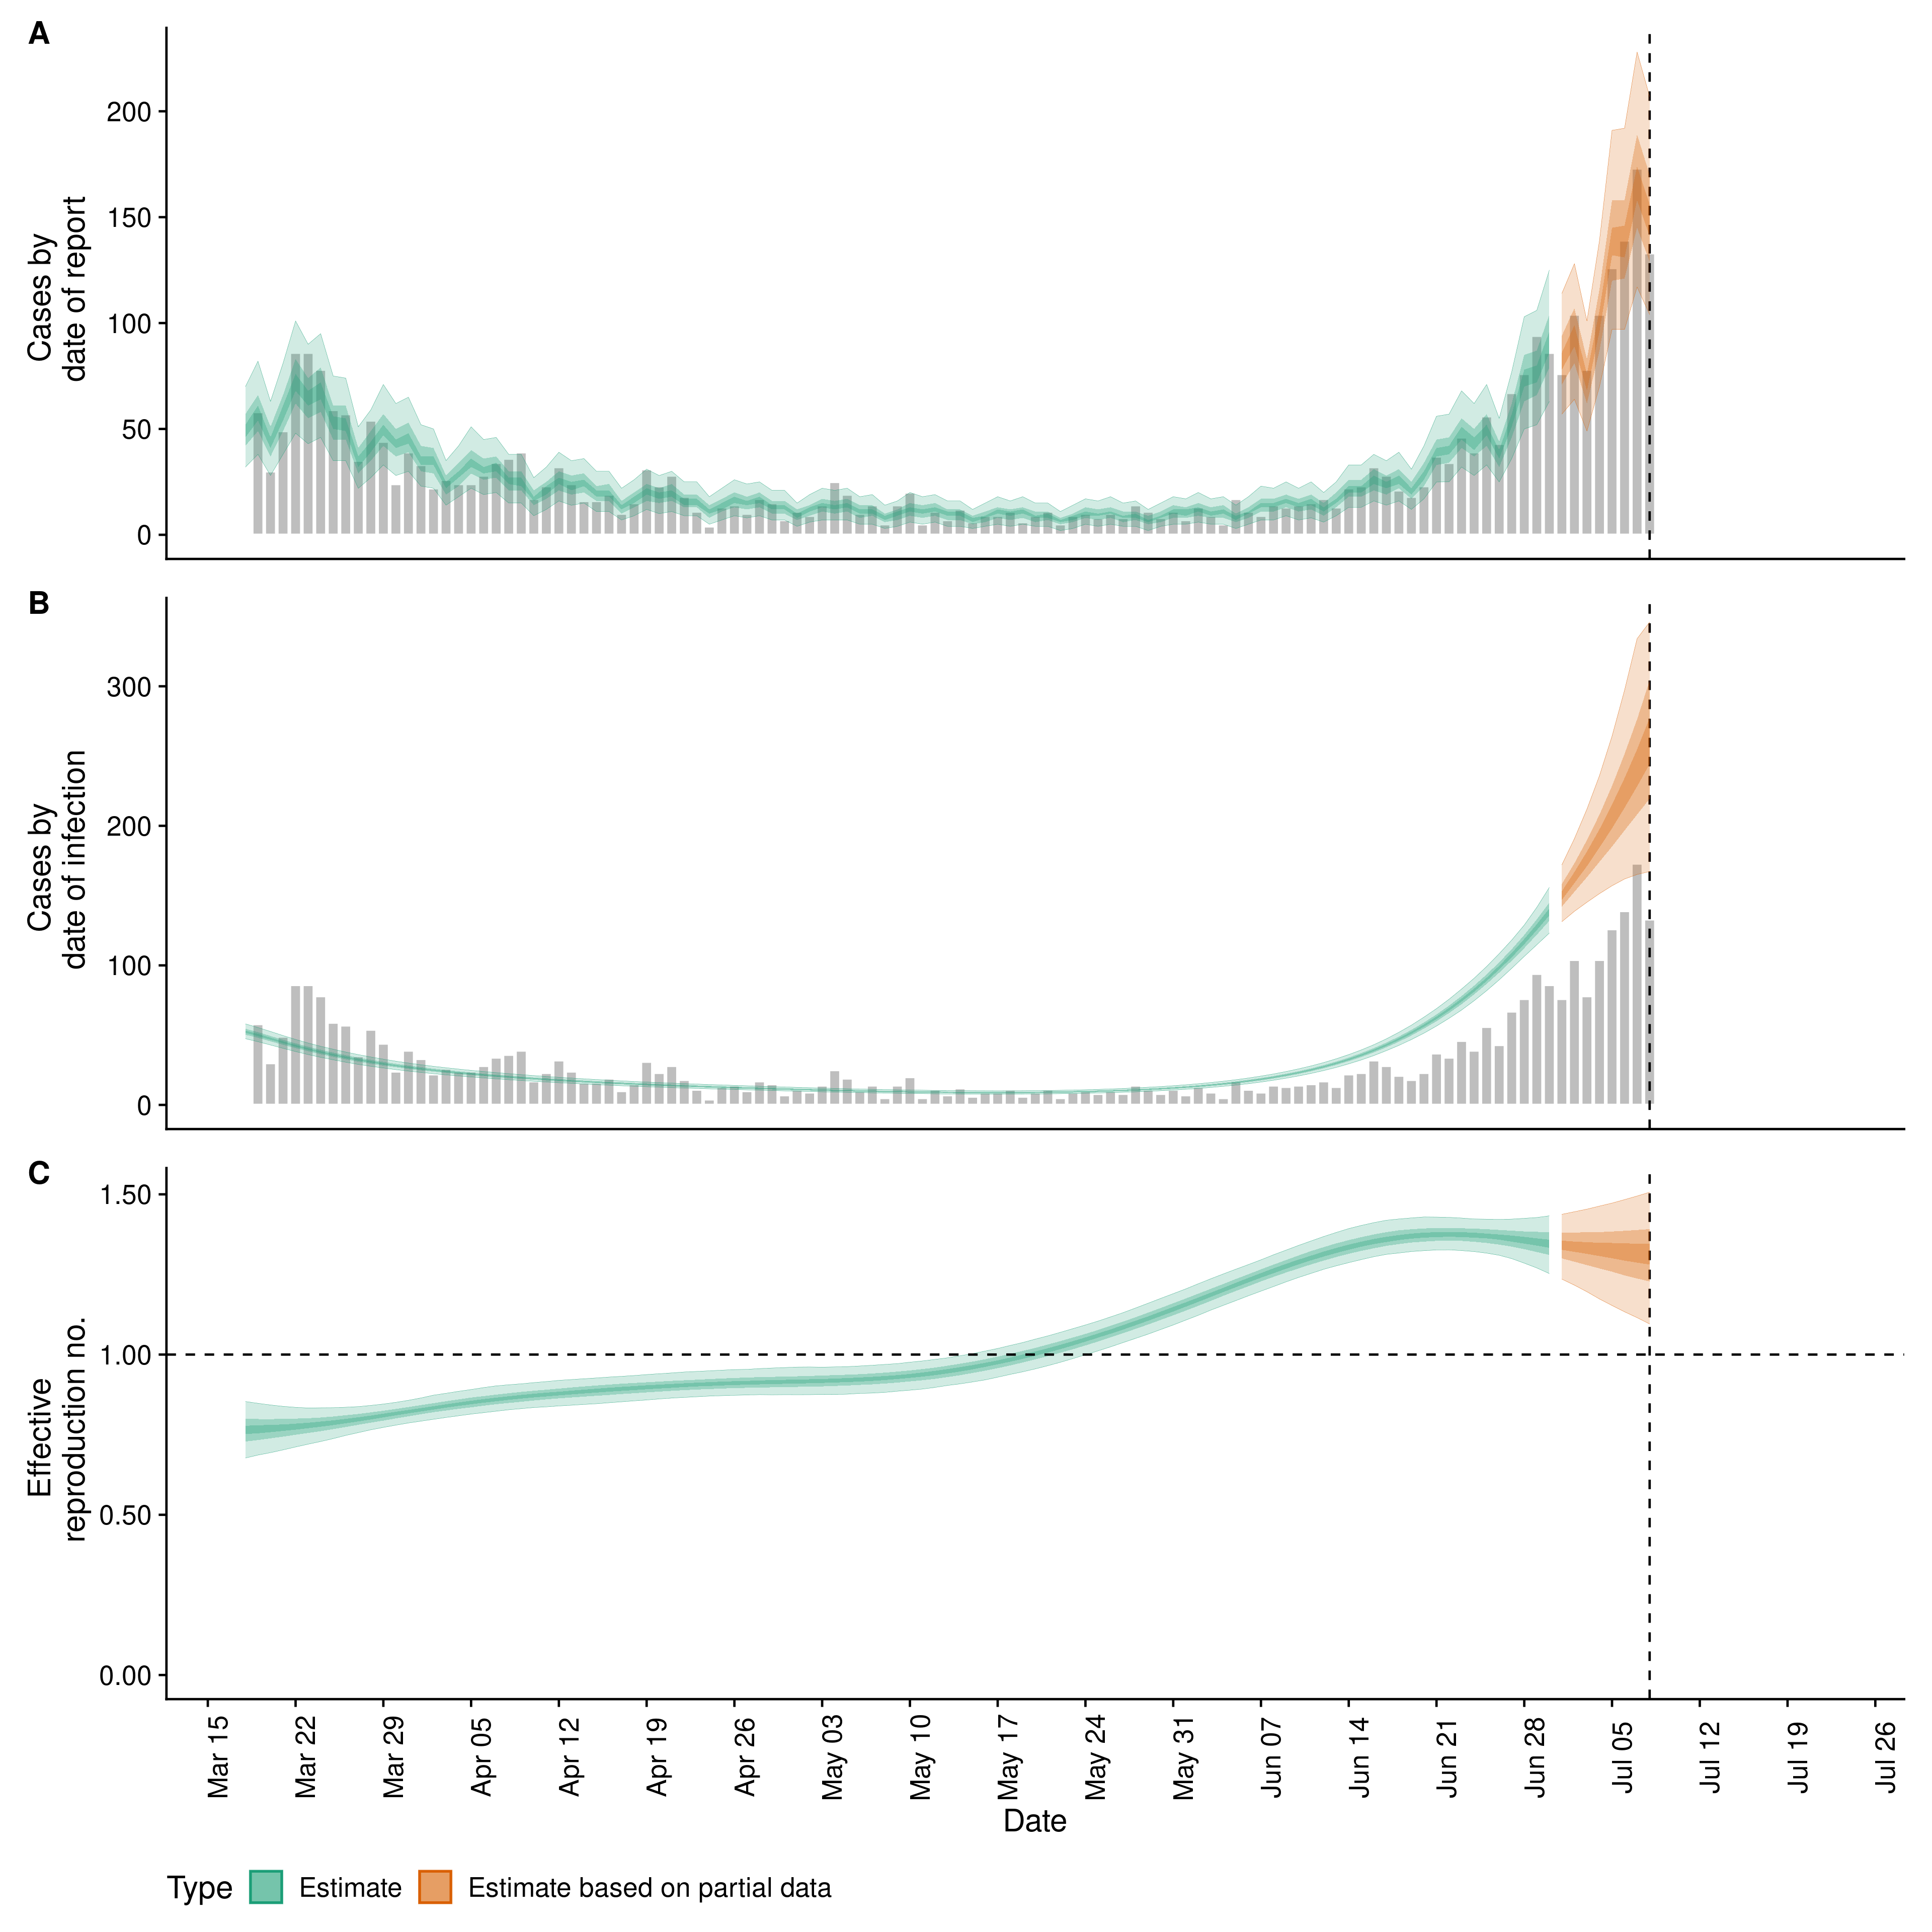 A
Cases by
date of report
200
150
100
50
0
B
Cases by
date of infection
300
200
100
0
C
Effective
reproduction no.
1.50
1.00
0.50
0.00
Mar 15
Mar 22
Mar 29
Apr 05
Apr 12
Apr 19
Apr 26
May 03
May 10
May 17
May 24
May 31
Jun 07
Jun 14
Jun 21
Jun 28
Jul 05
Jul 12
Jul 19
Jul 26
Date
Type Estimate Estimate based on partial data